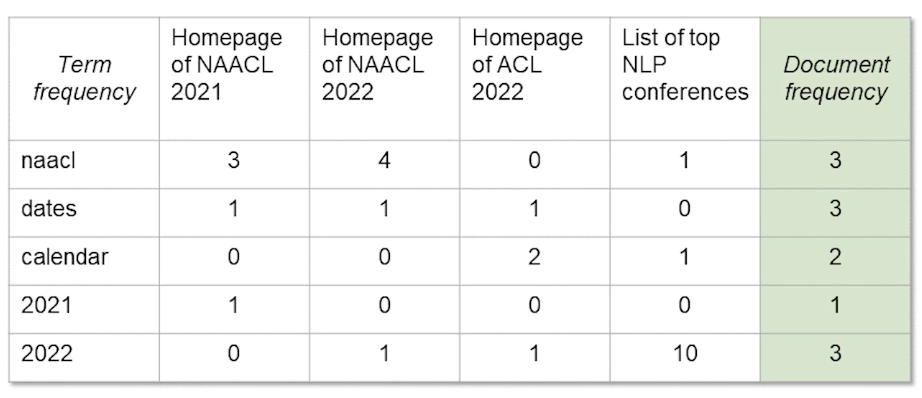 Term frequency | Homepage of NAACL 2021 | Homepage of NAACL 2022 | Homepage of ACL 2022 | List of top NLP conferences | Document frequency
naacl | 3 | 4 | 0 | 1 | 3
dates | 1 | 1 | 1 | 0 | 3
calendar | 0 | 0 | 2 | 1 | 2
2021 | 1 | 0 | 0 | 0 | 1
2022 | 0 | 1 | 1 | 10 | 3